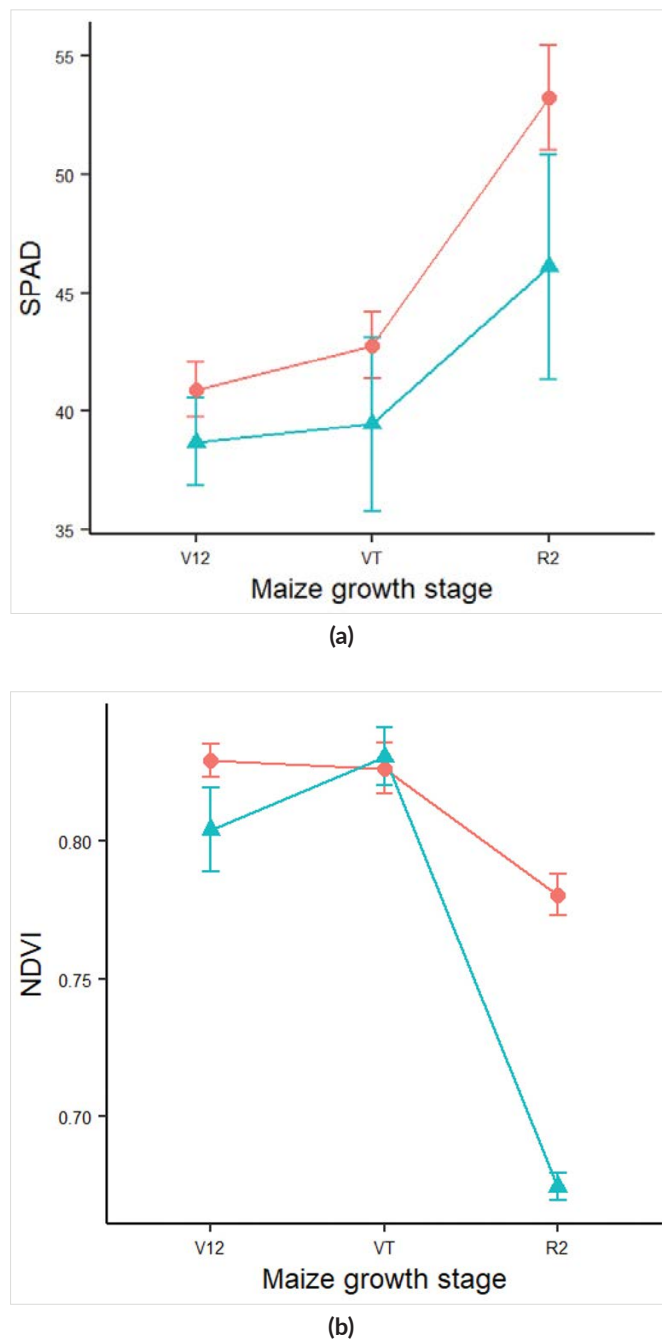 55
50
45
40
35
SPAD
V12 VT R2
Maize growth stage
(a)
0.80
0.75
0.70
NDVI
V12 VT R2
Maize growth stage
(b)